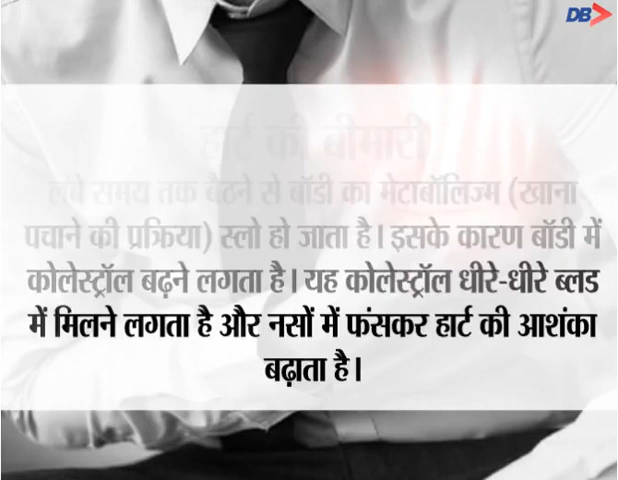 DB
हार्ट की बीमारी
लंबे समय तक बैठने से बॉडी का मेटाबॉलिज्म (खाना
पचाने की प्रक्रिया) स्लो हो जाता है। इसके कारण बॉडी में
कोलेस्ट्रॉल बढ़ने लगता है। यह कोलेस्ट्रॉल धीरे-धीरे ब्लड
में मिलने लगता है और नसों में फंसकर हार्ट की आशंका
बढ़ाता है।